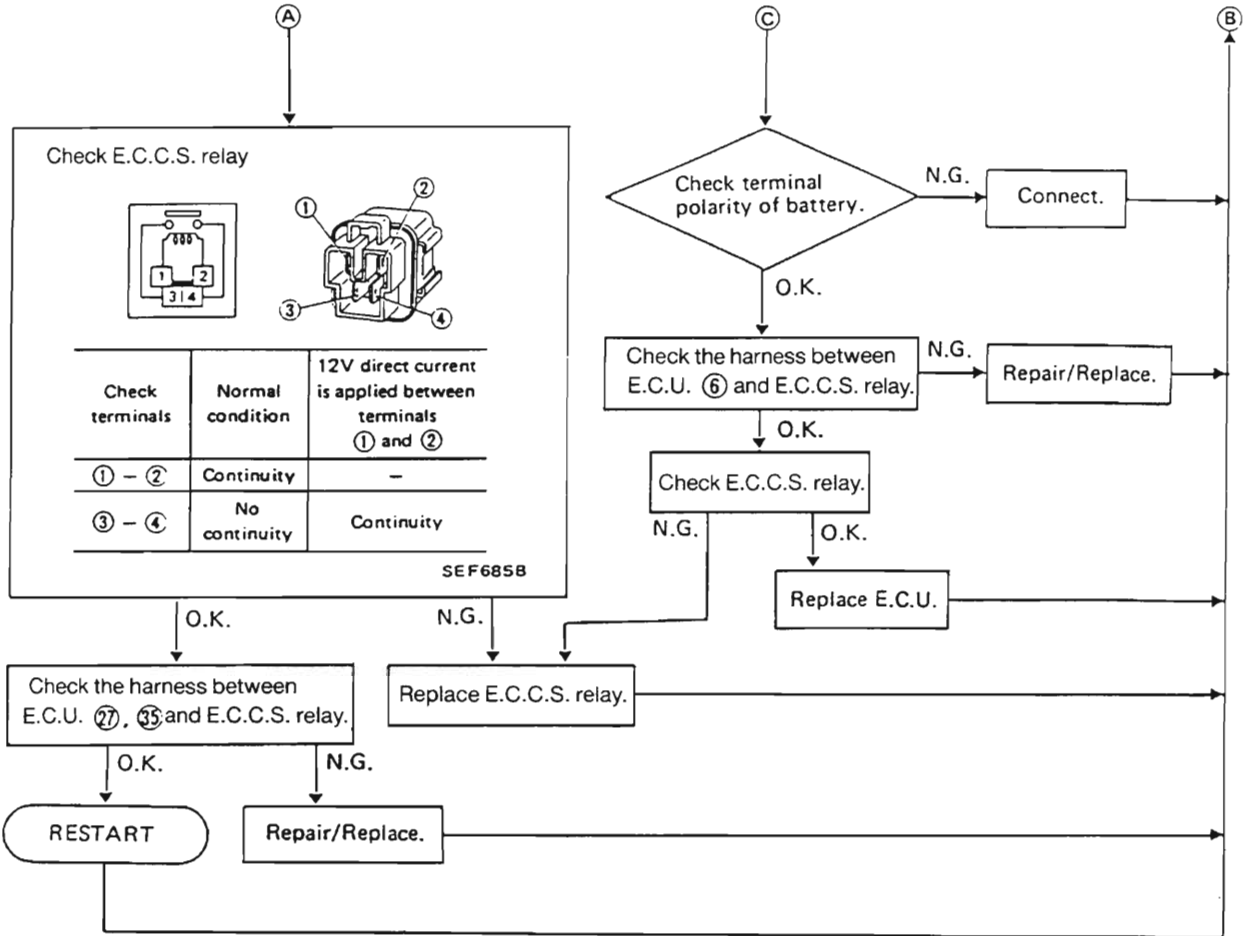 Ⓐ
Ⓒ
Ⓑ
Check E.C.C.S. relay
①
②
③
④
1
2
3 4
Check
terminals
Normal
condition
12V direct current
is applied between
terminals
① and ②
① – ②
Continuity
–
③ – ④
No
continuity
Continuity
SEF685B
O.K.
N.G.
Check the harness between
E.C.U. ㉗, ㉟ and E.C.C.S. relay.
O.K.
N.G.
RESTART
Repair/Replace.
Replace E.C.C.S. relay.
Check terminal
polarity of battery.
N.G.
Connect.
O.K.
Check the harness between
E.C.U. ⑥ and E.C.C.S. relay.
N.G.
Repair/Replace.
O.K.
Check E.C.C.S. relay.
N.G.
O.K.
Replace E.C.U.